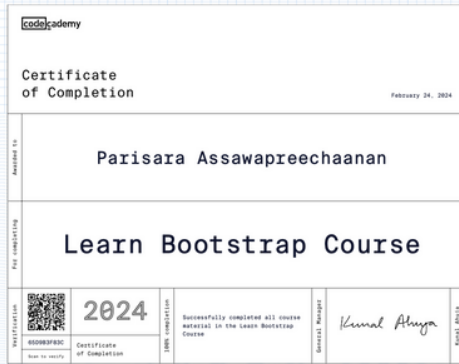 codecademy
Certificate
of Completion
February 24, 2024
Awarded to
Parisara Assawapreechaanan
For completing
Learn Bootstrap Course
Verification
65D9B3F83C
Scan to verify
2024
Certificate
of Completion
100% completion
Successfully completed all course
material in the Learn Bootstrap
Course
General Manager
Kunal Ahuja
Kunal Ahuja